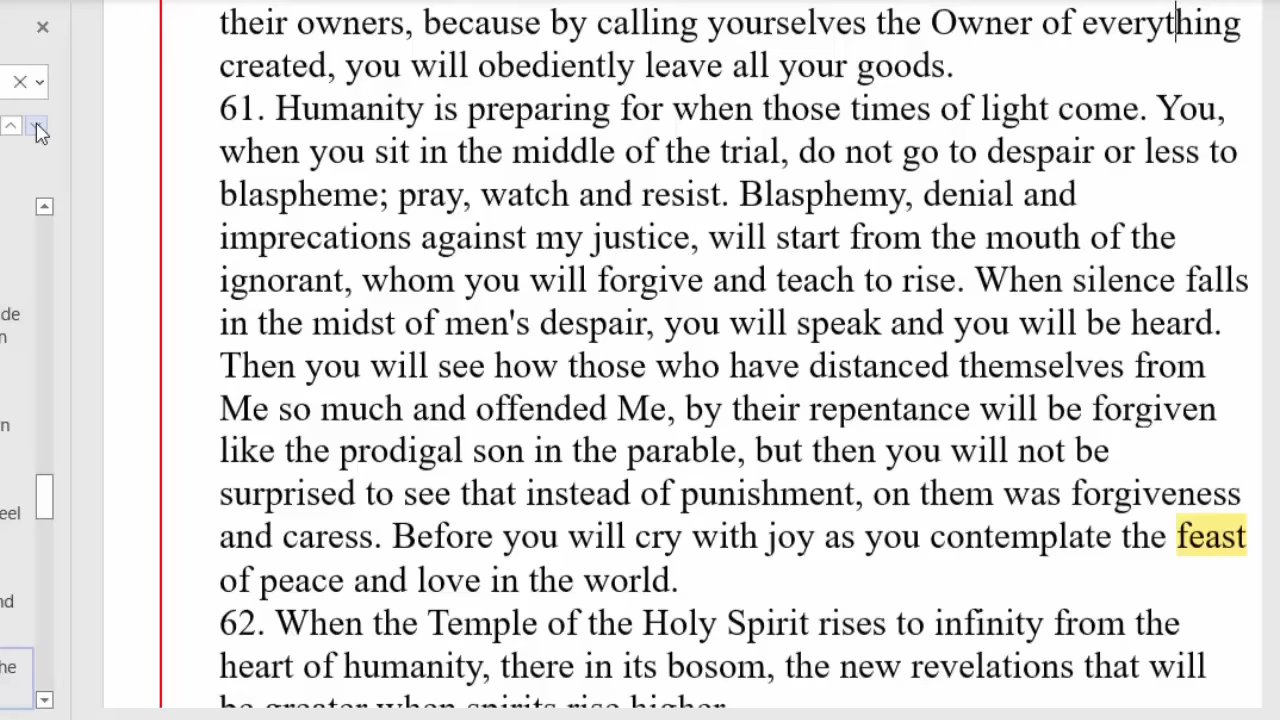 their owners, because by calling yourselves the Owner of everything
created, you will obediently leave all your goods.
61. Humanity is preparing for when those times of light come. You,
when you sit in the middle of the trial, do not go to despair or less to
blaspheme; pray, watch and resist. Blasphemy, denial and
imprecations against my justice, will start from the mouth of the
ignorant, whom you will forgive and teach to rise. When silence falls
in the midst of men's despair, you will speak and you will be heard.
Then you will see how those who have distanced themselves from
Me so much and offended Me, by their repentance will be forgiven
like the prodigal son in the parable, but then you will not be
surprised to see that instead of punishment, on them was forgiveness
and caress. Before you will cry with joy as you contemplate the feast
of peace and love in the world.
62. When the Temple of the Holy Spirit rises to infinity from the
heart of humanity, there in its bosom, the new revelations that will
be greater when spirits rise higher.